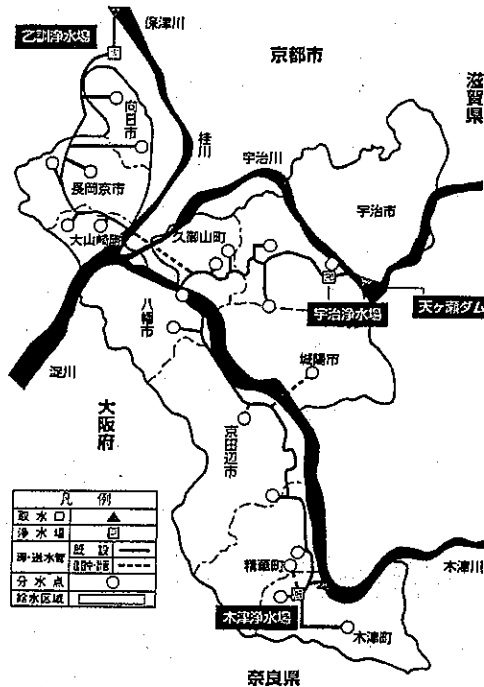 乙訓浄水場
保津川
京都市
滋賀県
向日市
桂川
宇治川
長岡京市
宇治市
大山崎町
久御山町
八幡市
宇治浄水場
天ヶ瀬ダム
淀川
城陽市
大阪府
京田辺市
凡例
取水口
浄水場
導・送水管
既設
分水点
給水区域
精華町
木津川
木津浄水場
木津町
奈良県